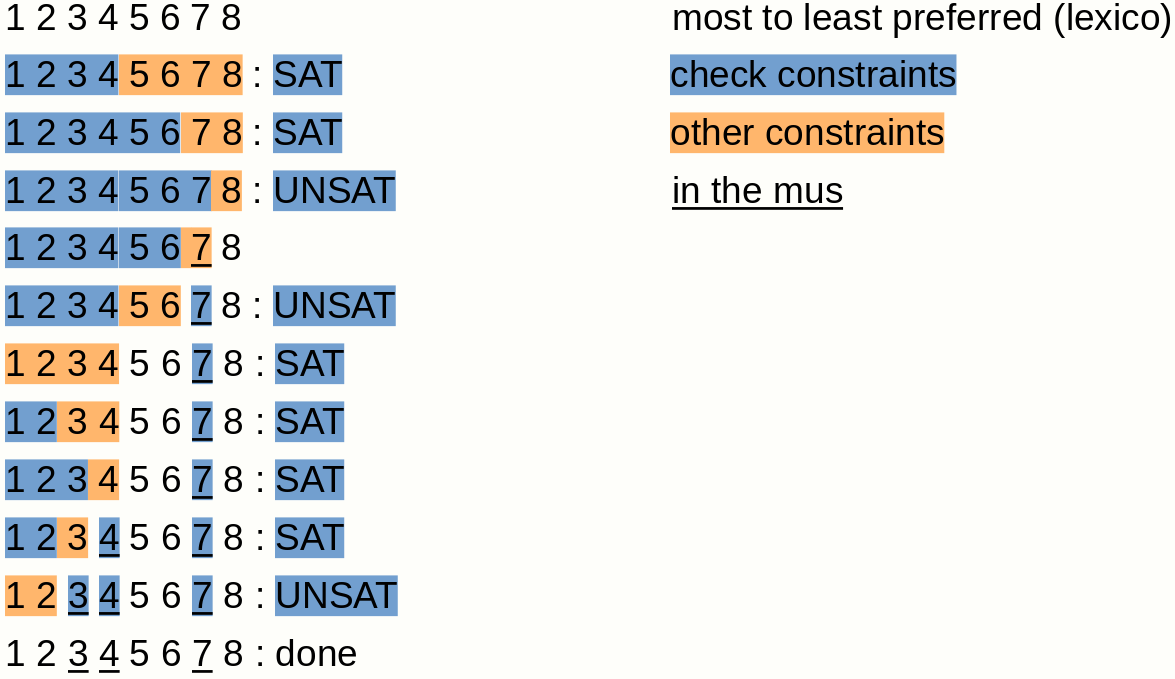 1 2 3 4 5 6 7 8 most to least preferred (lexico)
1 2 3 4 5 6 7 8 : SAT check constraints
1 2 3 4 5 6 7 8 : SAT other constraints
1 2 3 4 5 6 7 8 : UNSAT in the mus
1 2 3 4 5 6 7 8
1 2 3 4 5 6 7 8 : UNSAT
1 2 3 4 5 6 7 8 : SAT
1 2 3 4 5 6 7 8 : SAT
1 2 3 4 5 6 7 8 : SAT
1 2 3 4 5 6 7 8 : SAT
1 2 3 4 5 6 7 8 : UNSAT
1 2 3 4 5 6 7 8 : done